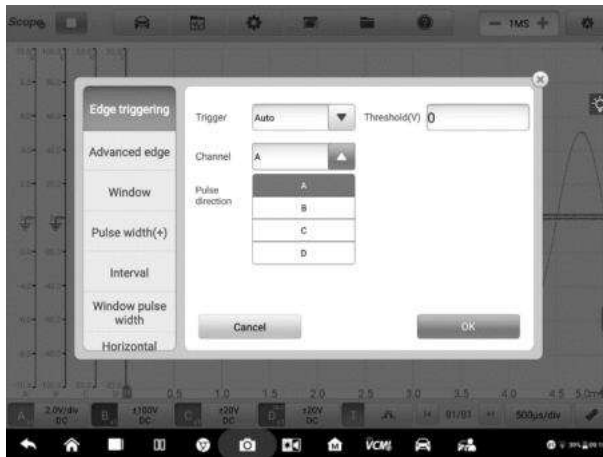 Scope
1MS
Edge triggering
Trigger
Auto
Threshold(V)
0
Advanced edge
Channel
A
Window
Pulse
direction
A
B
C
D
Pulse width(+)
Interval
Window pulse
width
Horizontal
Cancel
OK
0.5 1.0 1.5 2.0 2.5 3.0 3.5 4.0 4.5 5.0
A 2.0V/div
DC
B ±100V
DC
C ±20V
DC
D ±20V
DC
T
01/01
500μs/div
VCMI